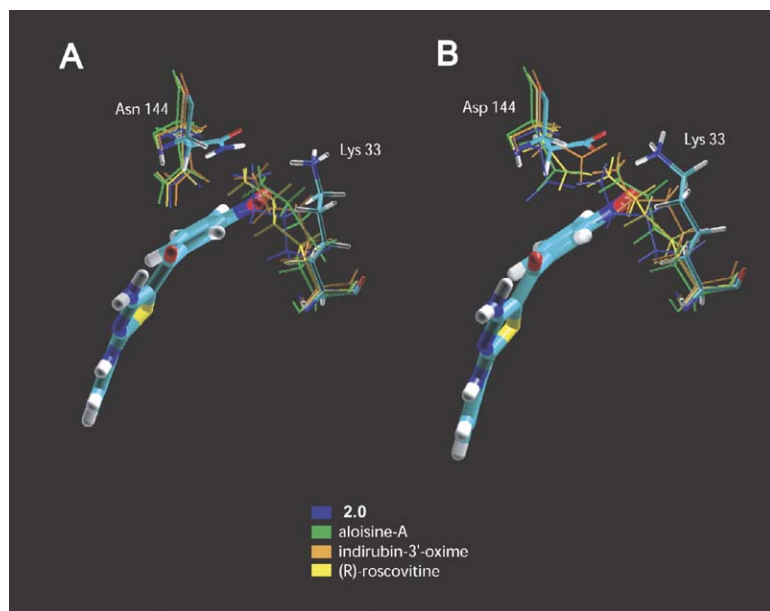 A
B
Asn 144
Lys 33
Asp 144
Lys 33
2.0
aloisine-A
indirubin-3'-oxime
(R)-roscovitine